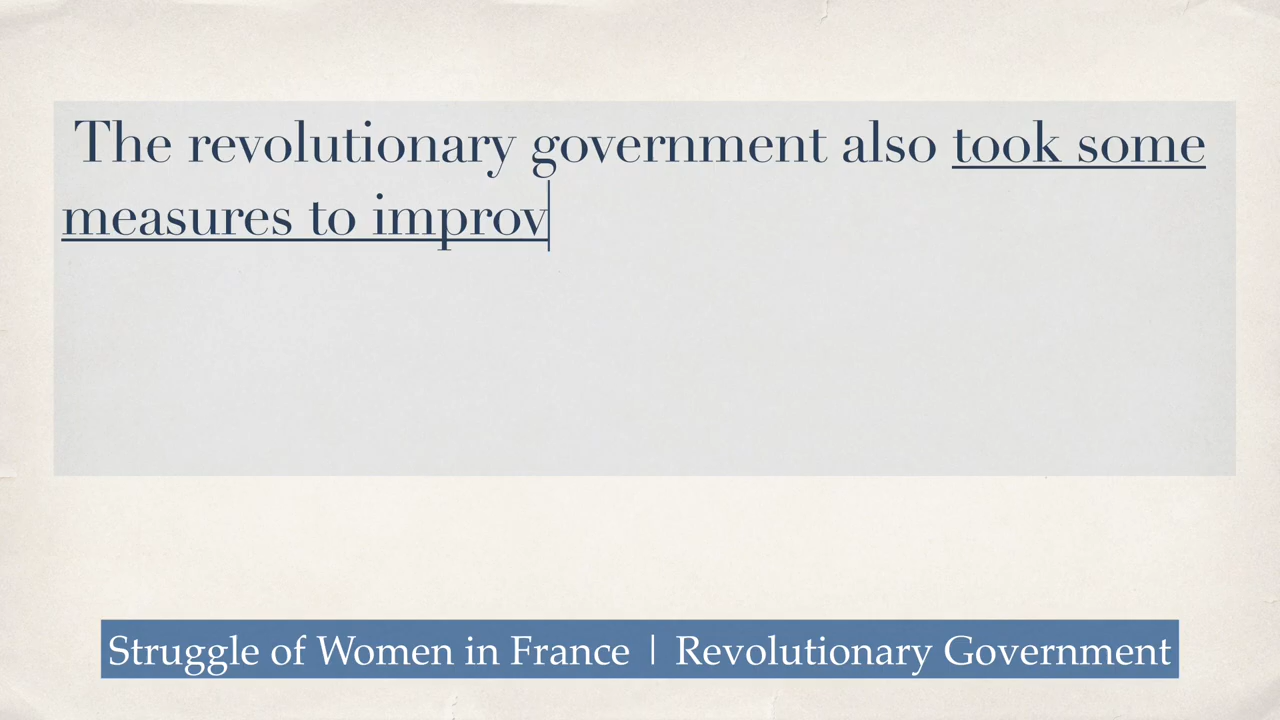 The revolutionary government also took some
measures to improv
Struggle of Women in France | Revolutionary Government